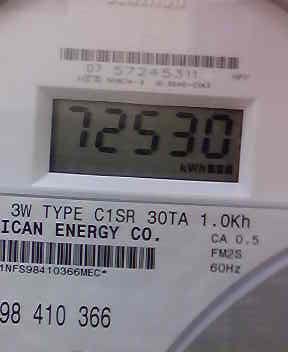 07 57245311
72530
kWh
3W TYPE C1SR 30TA 1.0Kh
ICAN ENERGY CO.
CA 0.5
FM2S
60Hz
1NFS98410366MEC*
98 410 366